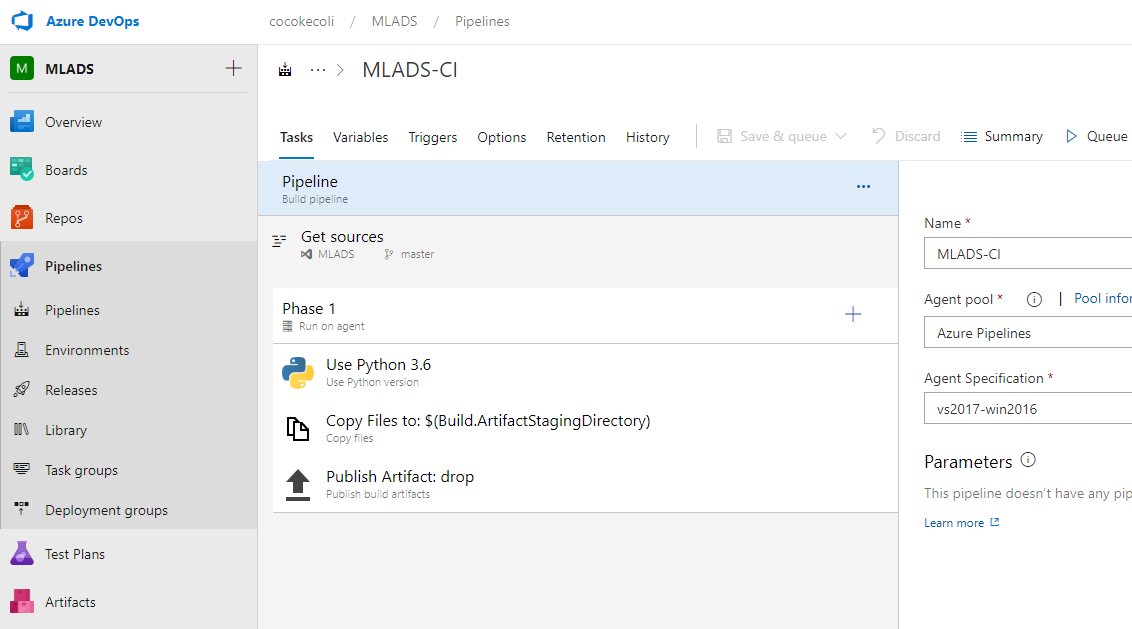 Azure DevOps
cocokecoli / MLADS / Pipelines
M MLADS
MLADS-CI
Overview
Boards
Repos
Pipelines
Pipelines
Environments
Releases
Library
Task groups
Deployment groups
Test Plans
Artifacts
Tasks Variables Triggers Options Retention History Save & queue Discard Summary Queue
Pipeline
Build pipeline
Get sources
MLADS master
Phase 1
Run on agent
Use Python 3.6
Use Python version
Copy Files to: $(Build.ArtifactStagingDirectory)
Copy files
Publish Artifact: drop
Publish build artifacts
Name *
MLADS-CI
Agent pool * | Pool infor
Azure Pipelines
Agent Specification *
vs2017-win2016
Parameters
This pipeline doesn't have any pip
Learn more